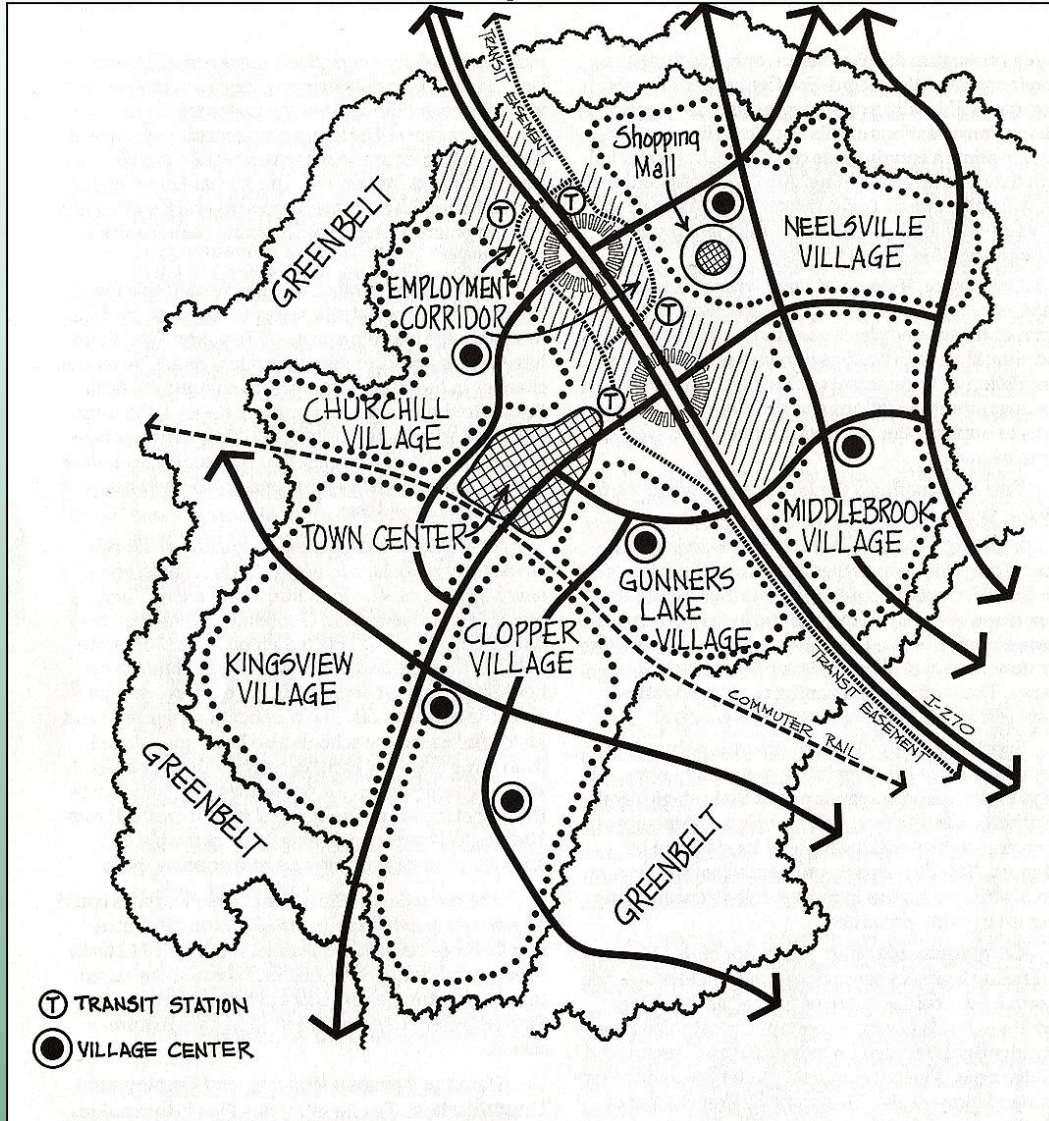 TRANSIT EASEMENT
Shopping
Mall
GREENBELT
NEELSVILLE
VILLAGE
T
T
EMPLOYMENT
CORRIDOR
T
T
CHURCHILL
VILLAGE
TOWN CENTER
MIDDLEBROOK
VILLAGE
GUNNERS
LAKE
VILLAGE
CLOPPER
VILLAGE
KINGSVIEW
VILLAGE
I-270
TRANSIT EASEMENT
COMMUTER RAIL
GREENBELT
GREENBELT
T TRANSIT STATION
VILLAGE CENTER